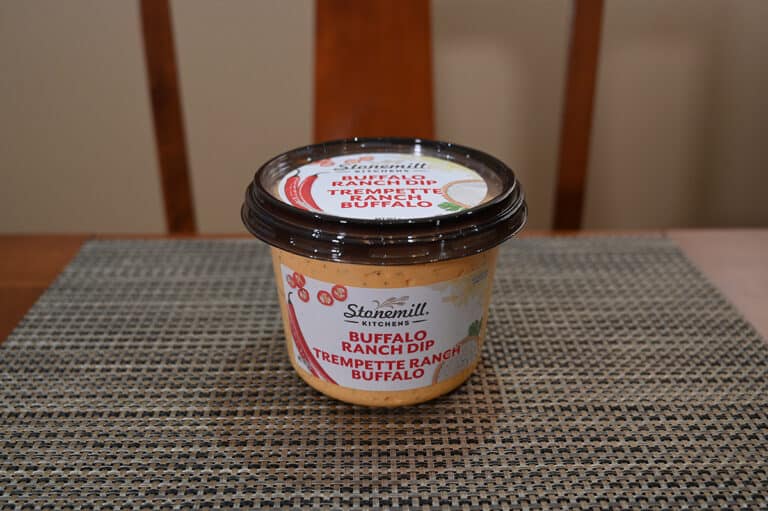 Stonemill
KITCHENS
BUFFALO
RANCH DIP
TREMPETTE
RANCH
BUFFALO
Stonemill®
KITCHENS
BUFFALO
RANCH DIP
TREMPETTE RANCH
BUFFALO